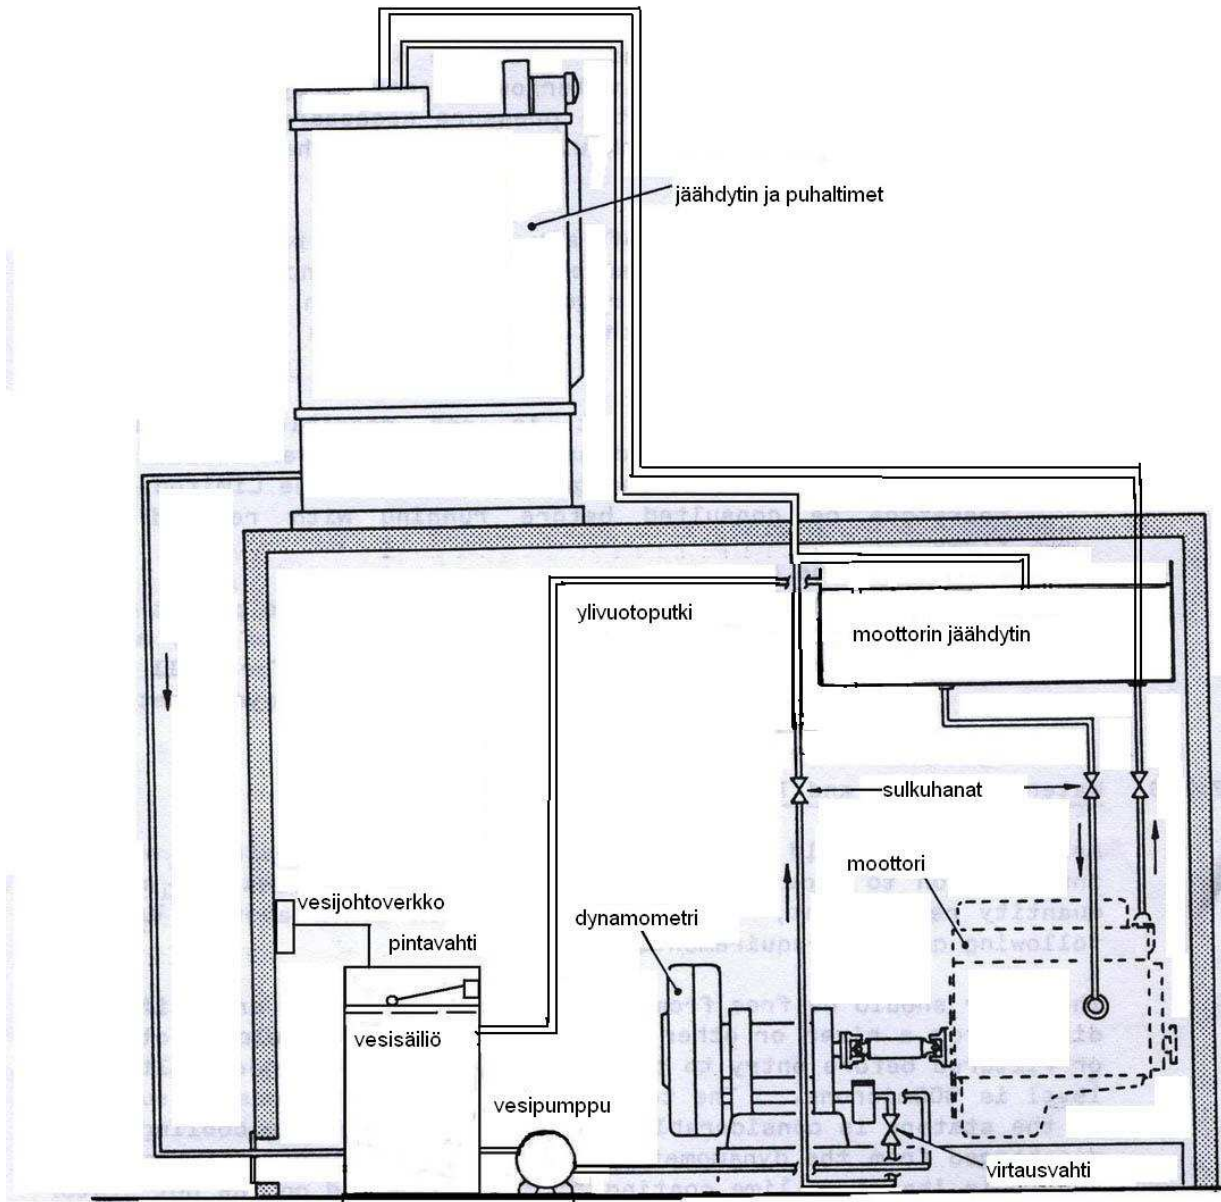 jäähdytin ja puhaltimet
ylivuotoputki
moottorin jäähdytin
sulkuhanat
moottori
vesijohtoverkko
dynamometri
pintavahti
vesisäiliö
vesipumppu
virtausvahti